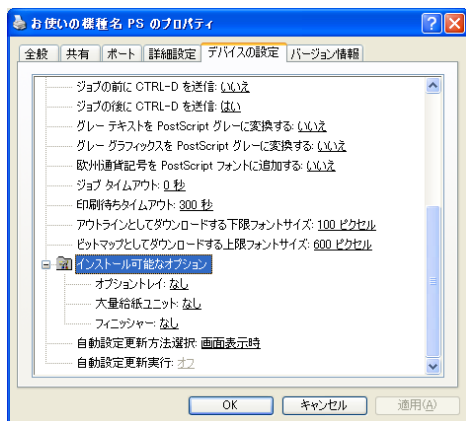 お使いの機種名 PS のプロパティ
全般 共有 ポート 詳細設定 デバイスの設定 バージョン情報
ジョブの前に CTRL-D を送信: いいえ
ジョブの後に CTRL-D を送信: はい
グレー テキストを PostScript グレーに変換する: いいえ
グレー グラフィックスを PostScript グレーに変換する: いいえ
欧州通貨記号を PostScript フォントに追加する: いいえ
ジョブ タイムアウト: 0 秒
印刷待ちタイムアウト: 300 秒
アウトラインとしてダウンロードする下限フォントサイズ: 100 ピクセル
ビットマップとしてダウンロードする上限フォントサイズ: 600 ピクセル
インストール可能なオプション
オプショントレイ: なし
大量給紙ユニット: なし
フィニッシャー: なし
自動設定更新方法選択: 画面表示時
自動設定更新実行: オフ
OK キャンセル 適用(A)